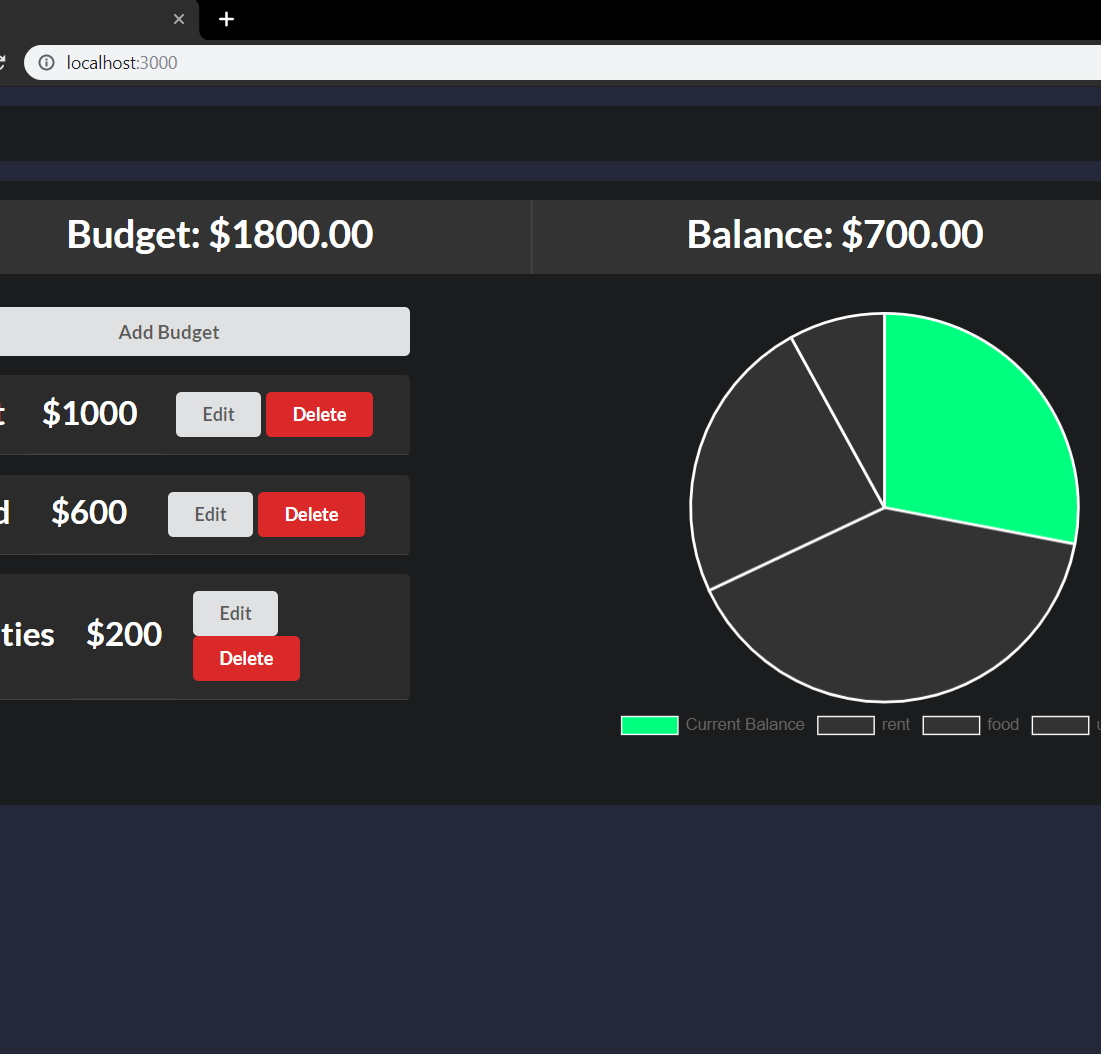 localhost:3000
Budget: $1800.00
Balance: $700.00
Add Budget
t $1000 Edit Delete
d $600 Edit Delete
ties $200 Edit
Delete
Current Balance rent food u